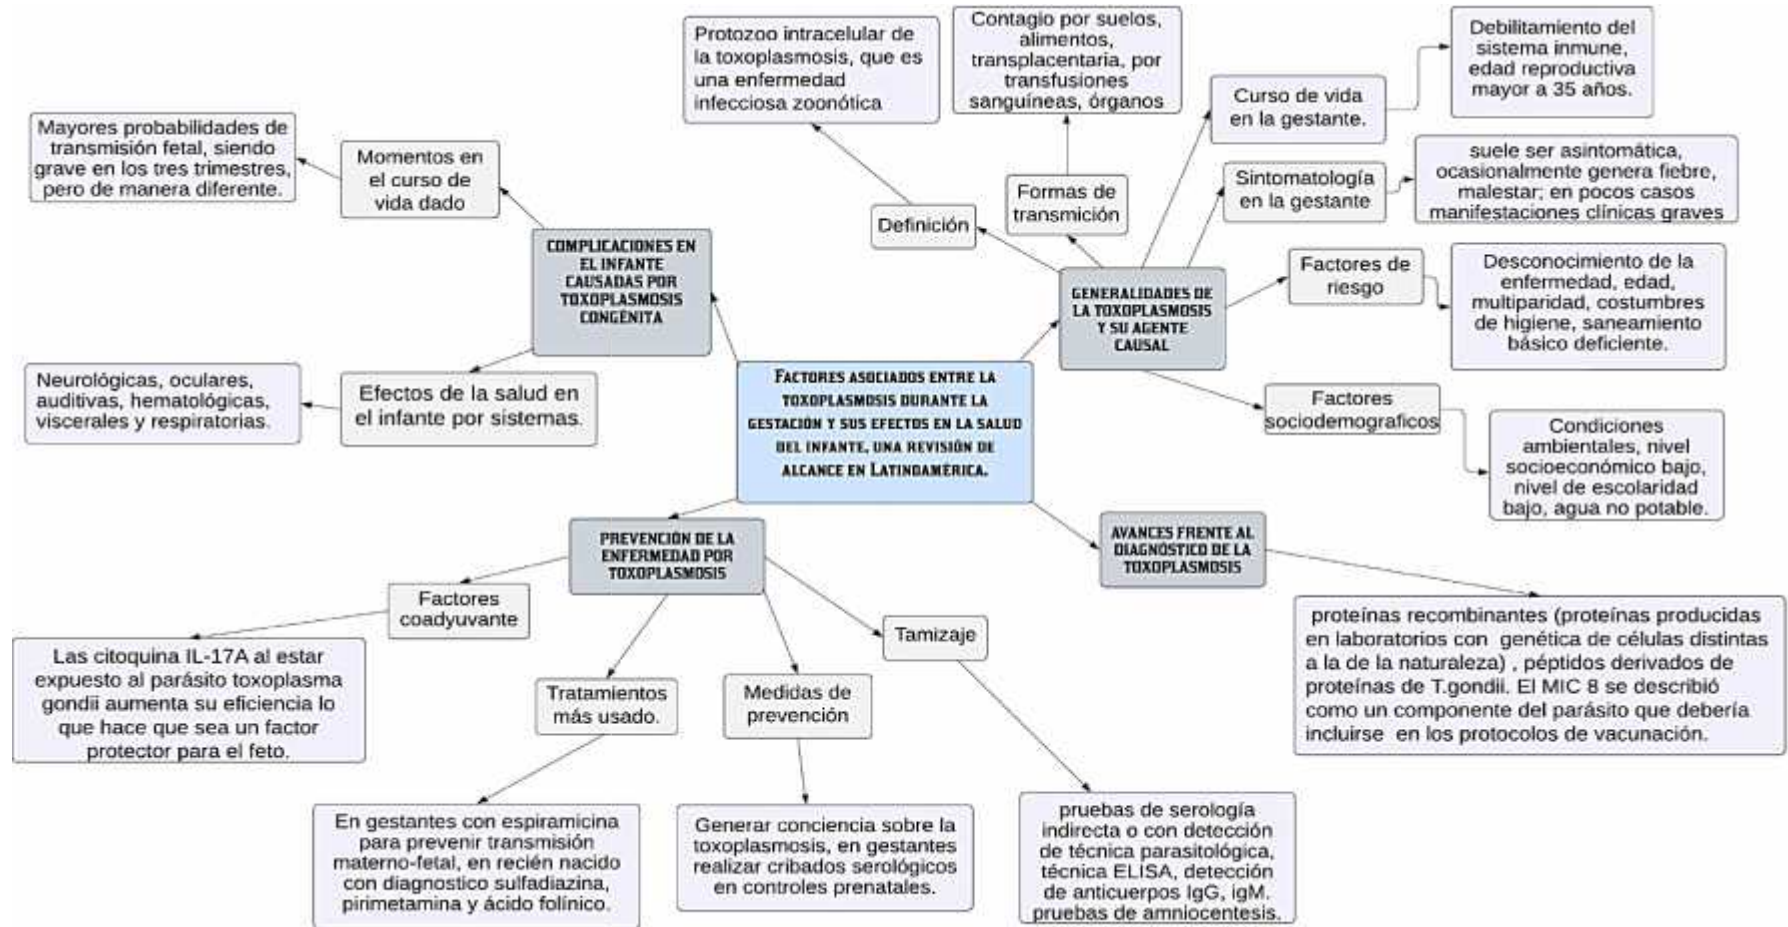 Protozoo intracelular de
la toxoplasmosis, que es
una enfermedad
infecciosa zoonótica
Contagio por suelos,
alimentos,
transplacentaria, por
transfusiones
sanguíneas, órganos
Debilitamiento del
sistema inmune,
edad reproductiva
mayor a 35 años.
Curso de vida
en la gestante.
Mayores probabilidades de
transmisión fetal, siendo
grave en los tres trimestres,
pero de manera diferente.
Momentos en
el curso de
vida dado
suele ser asintomática,
ocasionalmente genera fiebre,
malestar; en pocos casos
manifestaciones clínicas graves
Sintomatología
en la gestante
Formas de
transmición
Definición
COMPLICACIONES EN
EL INFANTE
CAUSADAS POR
TOXOPLASMOSIS
CONGÉNITA
GENERALIDADES DE
LA TOXOPLASMOSIS
Y SU AGENTE
CAUSAL
Factores de
riesgo
Desconocimiento de la
enfermedad, edad,
multiparidad, costumbres
de higiene, saneamiento
básico deficiente.
Neurológicas, oculares,
auditivas, hematológicas,
viscerales y respiratorias.
Efectos de la salud en
el infante por sistemas.
FACTORES ASOCIADOS ENTRE LA
TOXOPLASMOSIS DURANTE LA
GESTACIÓN Y SUS EFECTOS EN LA SALUD
DEL INFANTE, UNA REVISIÓN DE
ALCANCE EN LATINOAMÉRICA.
Factores
sociodemograficos
Condiciones
ambientales, nivel
socioeconómico bajo,
nivel de escolaridad
bajo, agua no potable.
PREVENCIÓN DE LA
ENFERMEDAD POR
TOXOPLASMOSIS
AVANCES FRENTE AL
DIAGNÓSTICO DE LA
TOXOPLASMOSIS
Factores
coadyuvante
Tamizaje
proteínas recombinantes (proteínas producidas
en laboratorios con genética de células distintas
a la de la naturaleza) , péptidos derivados de
proteínas de T.gondii. El MIC 8 se describió
como un componente del parásito que debería
incluirse en los protocolos de vacunación.
Las citoquina IL-17A al estar
expuesto al parásito toxoplasma
gondii aumenta su eficiencia lo
que hace que sea un factor
protector para el feto.
Tratamientos
más usado.
Medidas de
prevención
En gestantes con espiramicina
para prevenir transmisión
materno-fetal, en recién nacido
con diagnostico sulfadiazina,
pirimetamina y ácido folínico.
Generar conciencia sobre la
toxoplasmosis, en gestantes
realizar cribados serológicos
en controles prenatales.
pruebas de serología
indirecta o con detección
de técnica parasitológica,
técnica ELISA, detección
de anticuerpos IgG, igM.
pruebas de amniocentesis.